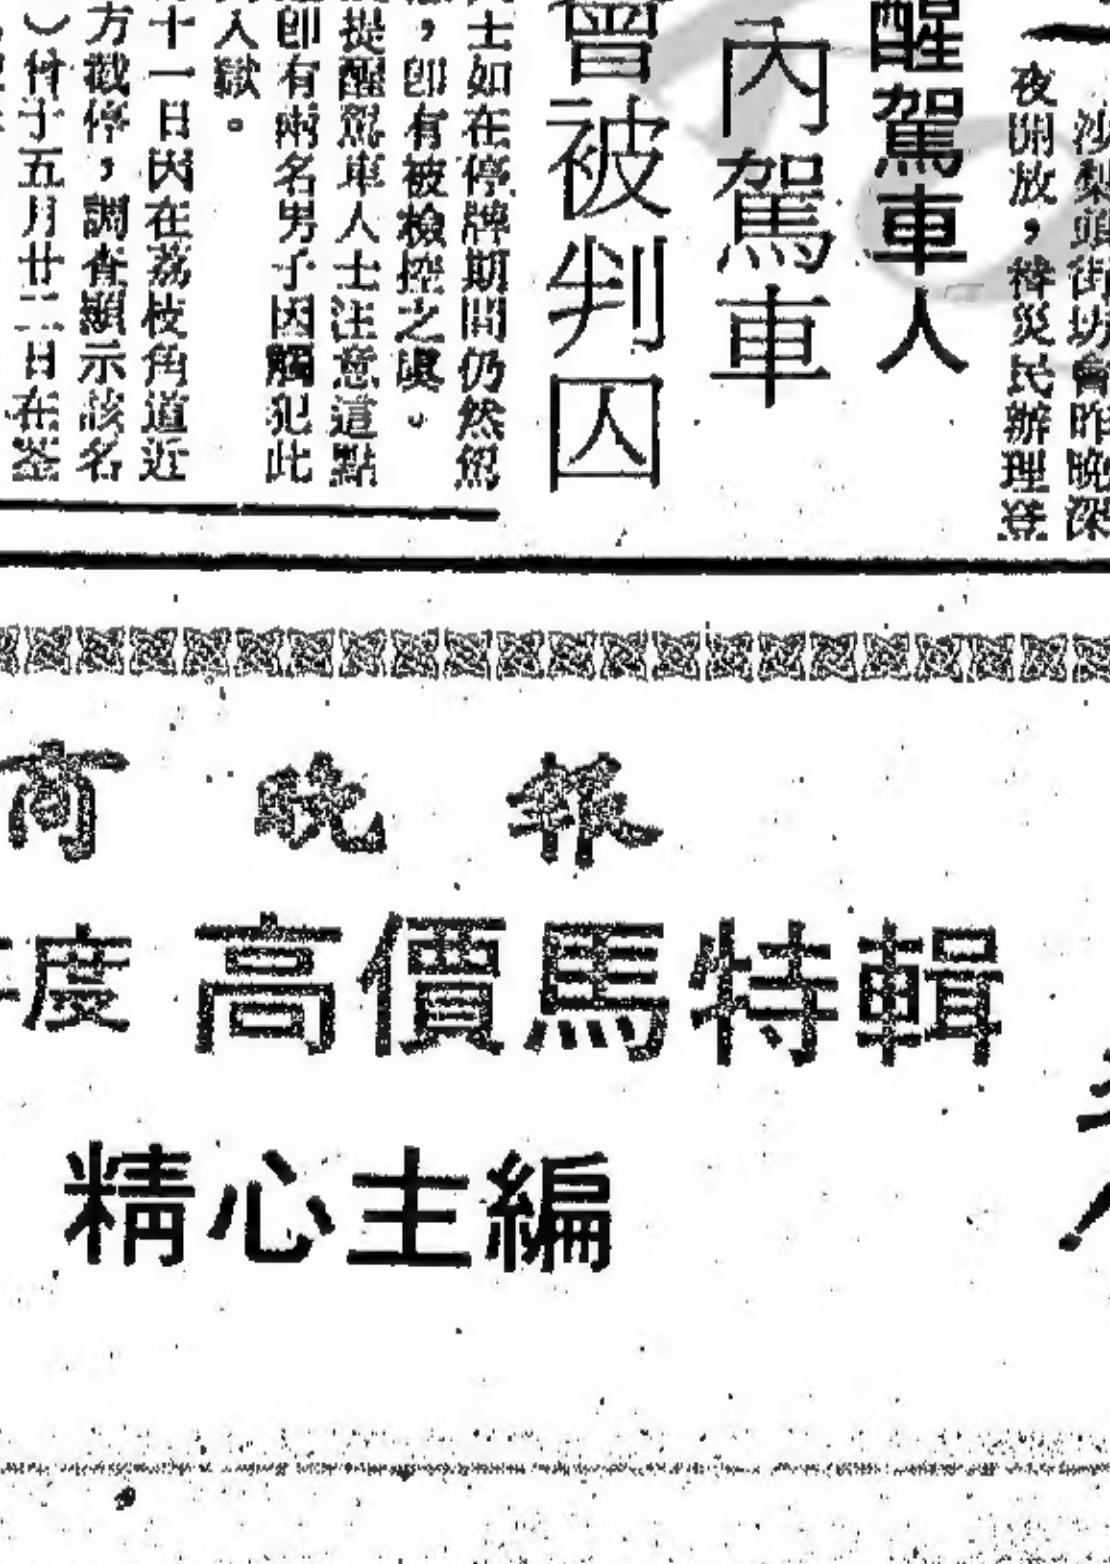 沙梨頭街坊會昨晚深
夜開放，替災民辦理登
醒駕車人
內駕車
曾被判囚
士如在停牌期間仍然駕
，即有被檢控之虞。
提醒駕車人士注意這點
即有兩名男子因觸犯此
入獄。
十一日因在荔枝角道近
方截停，調查顯示該名
）付于五月廿二日在荃
商晚報
度高價馬特輯
精心主編